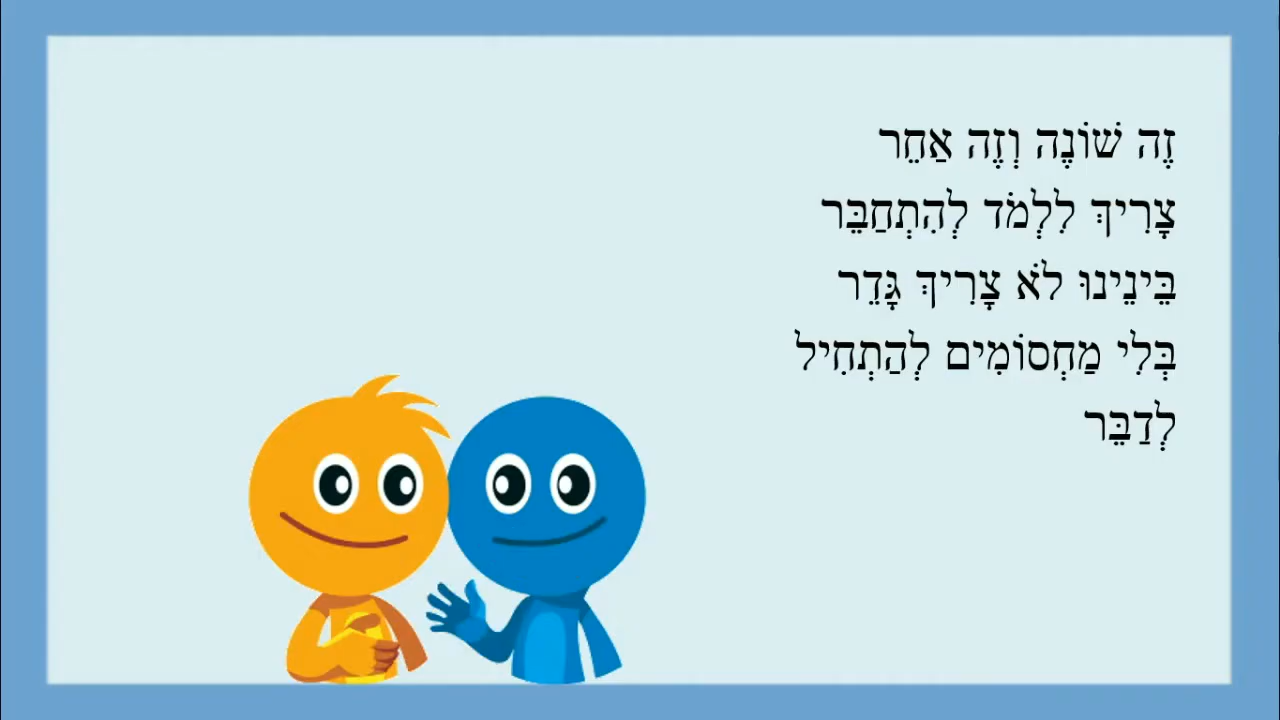 זֶה שׁוֹנֶה וְזֶה אַחֵר
צָרִיךְ לִלְמֹד לְהִתְחַבֵּר
בֵּינֵינוּ לֹא צָרִיךְ גָּדֵר
בְּלִי מַחְסוֹמִים לְהַתְחִיל
לְדַבֵּר